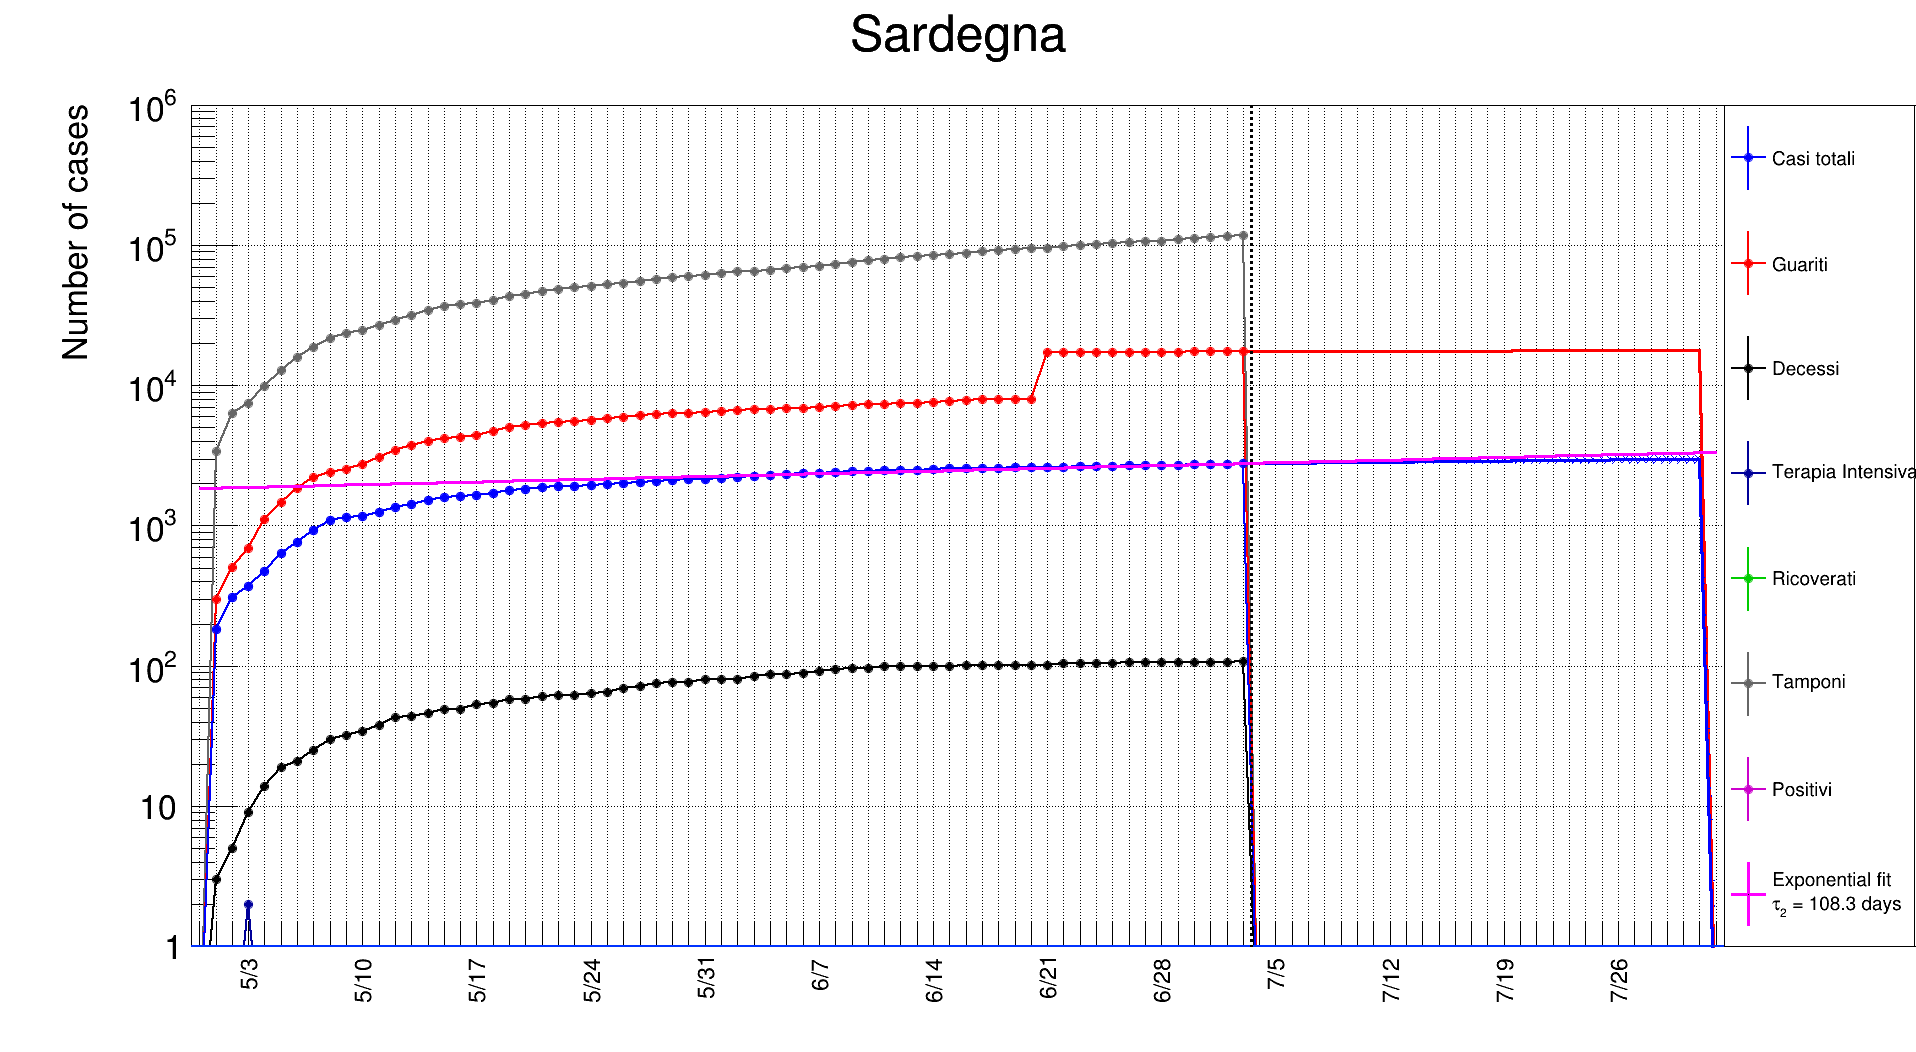 Sardegna
Number of cases
10^6
10^5
10^4
10^3
10^2
10
1
5/3
5/10
5/17
5/24
5/31
6/7
6/14
6/21
6/28
7/5
7/12
7/19
7/26
Casi totali
Guariti
Decessi
Terapia Intensiva
Ricoverati
Tamponi
Positivi
Exponential fit
τ_2 = 108.3 days